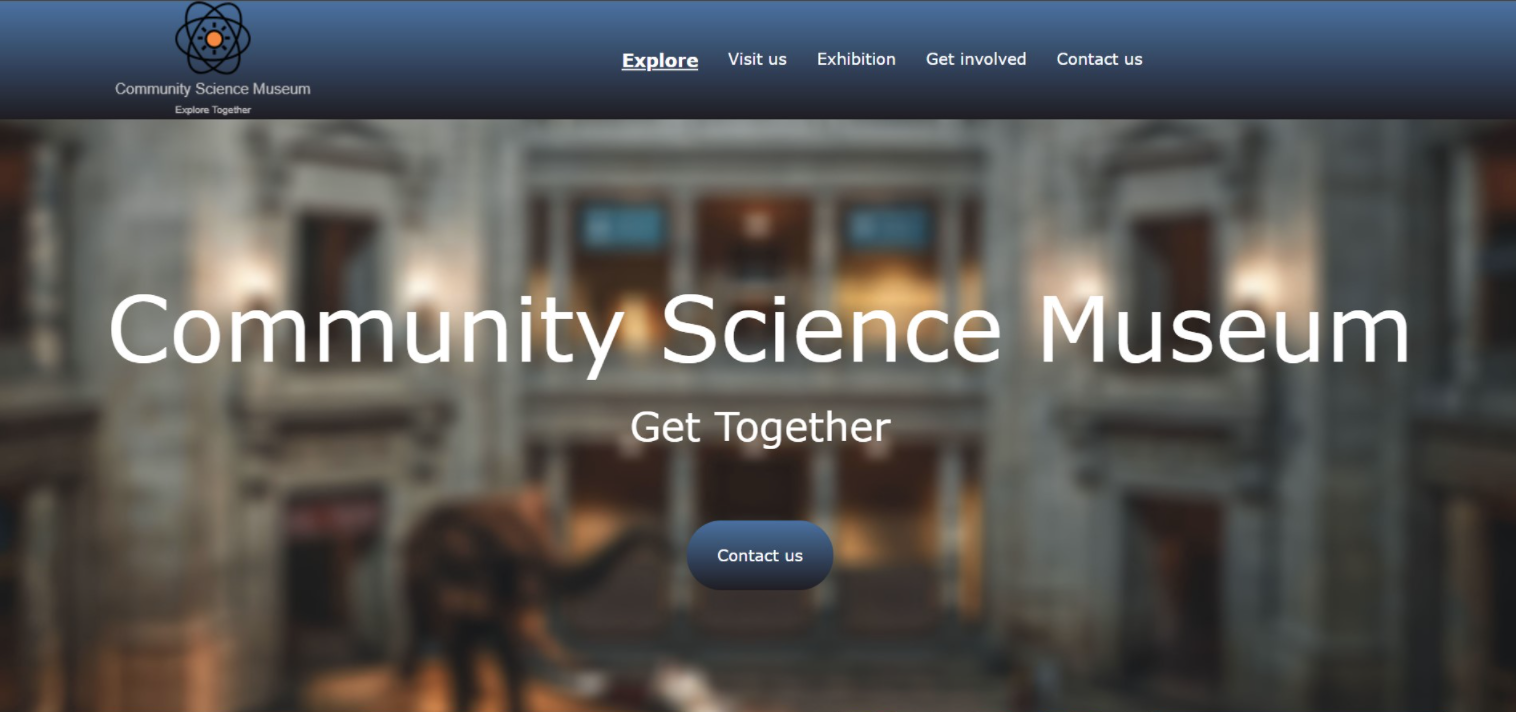 Community Science Museum
Explore Together
Explore Visit us Exhibition Get involved Contact us
Community Science Museum
Get Together
Contact us